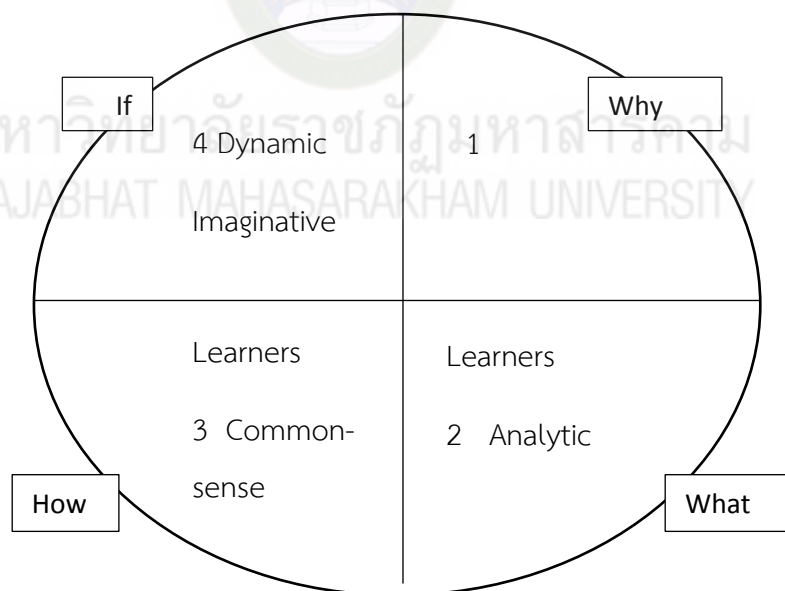 If
Why
4 Dynamic
1
มหาวิทยาลัยราชภัฏมหาสารคาม
RAJABHAT MAHASARAKHAM UNIVERSITY
Imaginative
Learners
Learners
3 Common-
2 Analytic
sense
How
What